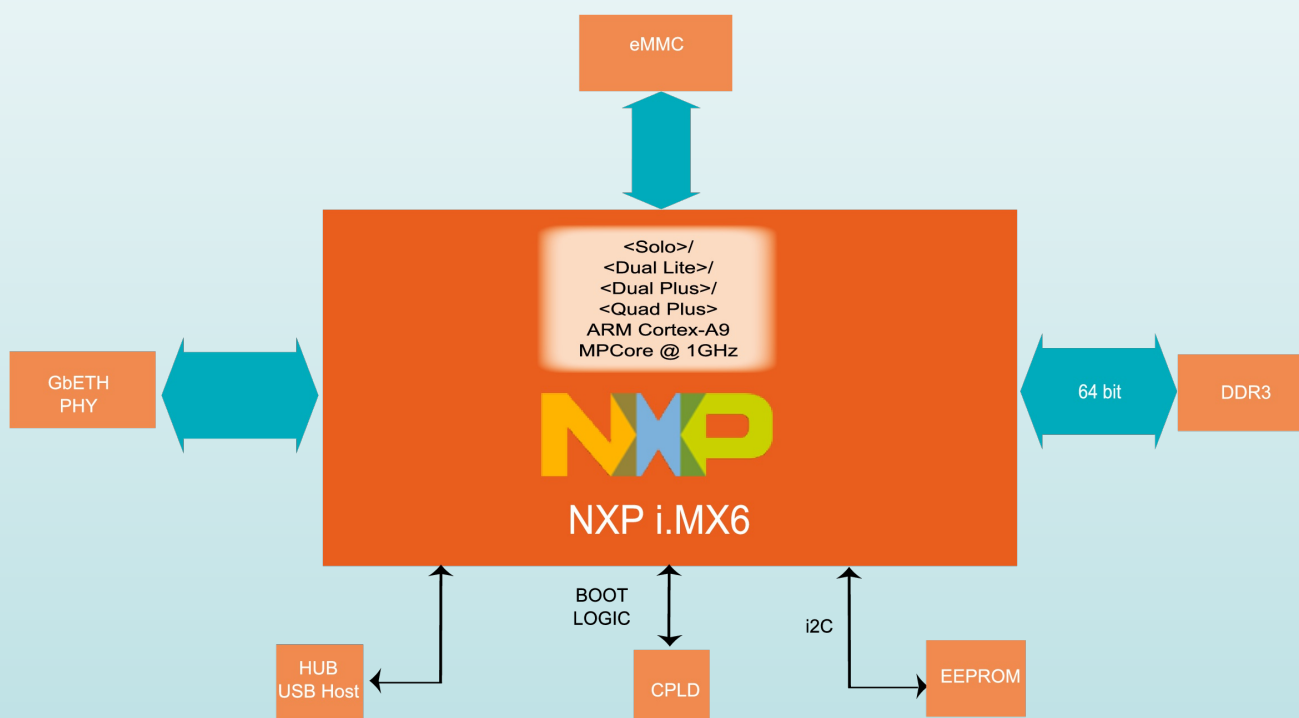 eMMC
<Solo>/
<Dual Lite>/
<Dual Plus>/
<Quad Plus>
ARM Cortex-A9
MPCore @ 1GHz
GbETH
PHY
64 bit
DDR3
NXP
NXP i.MX6
BOOT
LOGIC
i2C
HUB
USB Host
CPLD
EEPROM